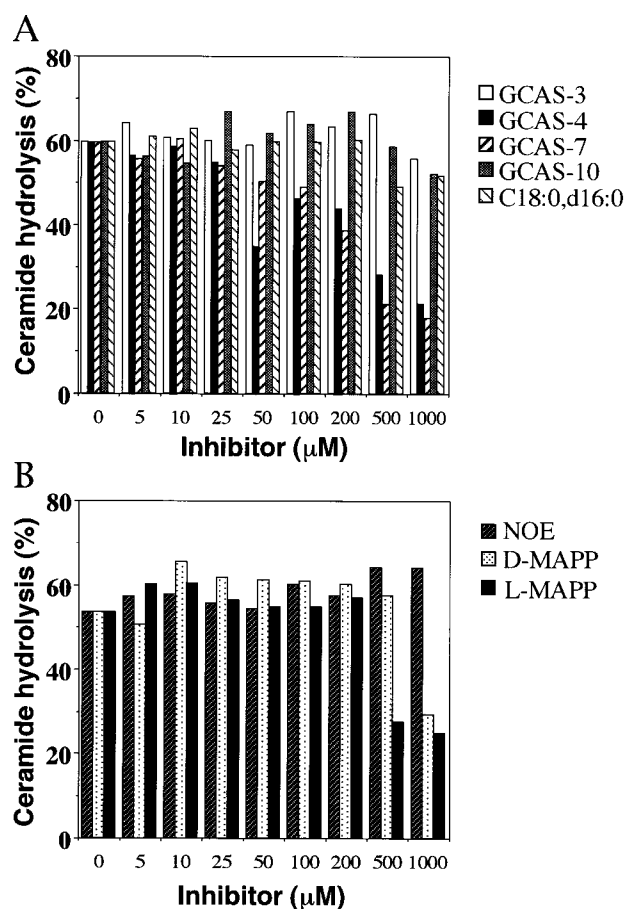 A
Ceramide hydrolysis (%)
80
60
40
20
0
0 5 10 25 50 100 200 500 1000
Inhibitor (μM)
GCAS-3
GCAS-4
GCAS-7
GCAS-10
C18:0,d16:0
B
Ceramide hydrolysis (%)
80
60
40
20
0
0 5 10 25 50 100 200 500 1000
Inhibitor (μM)
NOE
D-MAPP
L-MAPP